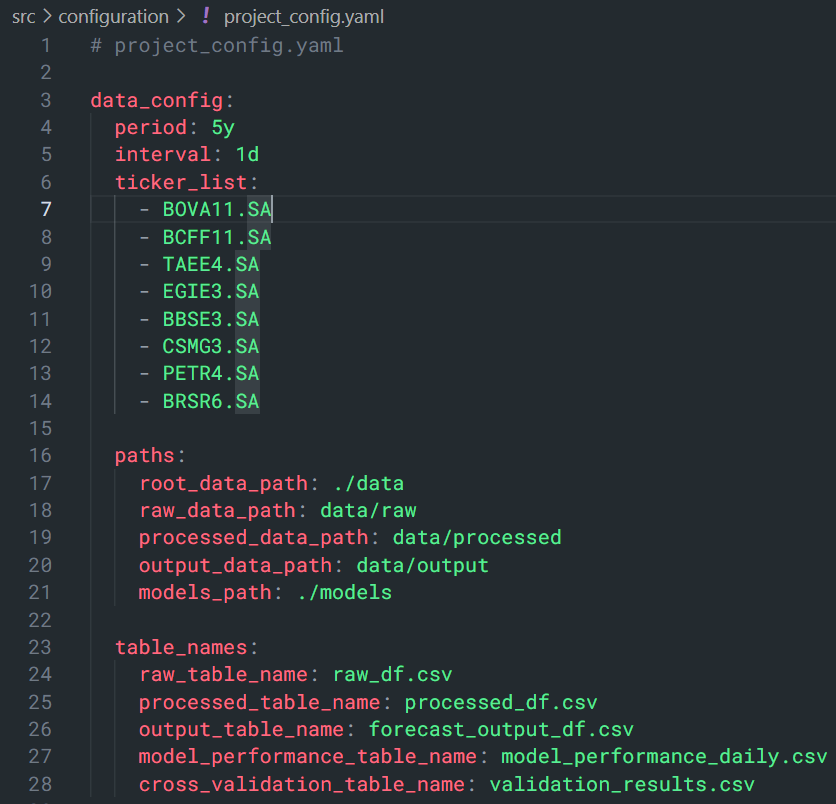 src > configuration > ! project_config.yaml
1 # project_config.yaml
2
3 data_config:
4   period: 5y
5   interval: 1d
6   ticker_list:
7     - BOVA11.SA
8     - BCFF11.SA
9     - TAEE4.SA
10     - EGIE3.SA
11     - BBSE3.SA
12     - CSMG3.SA
13     - PETR4.SA
14     - BRSR6.SA
15
16   paths:
17     root_data_path: ./data
18     raw_data_path: data/raw
19     processed_data_path: data/processed
20     output_data_path: data/output
21     models_path: ./models
22
23   table_names:
24     raw_table_name: raw_df.csv
25     processed_table_name: processed_df.csv
26     output_table_name: forecast_output_df.csv
27     model_performance_table_name: model_performance_daily.csv
28     cross_validation_table_name: validation_results.csv